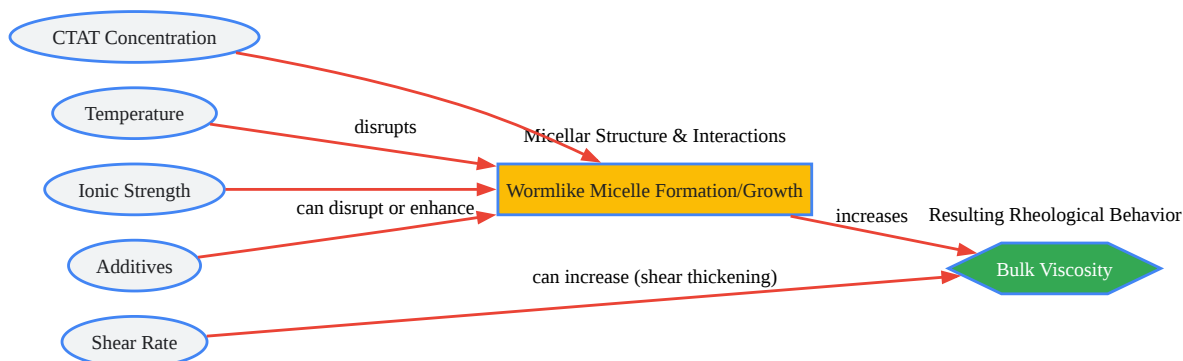 CTAT Concentration
Temperature
disrupts
Micellar Structure & Interactions
Ionic Strength
Wormlike Micelle Formation/Growth
can disrupt or enhance
increases
Resulting Rheological Behavior
Additives
can increase (shear thickening)
Bulk Viscosity
Shear Rate